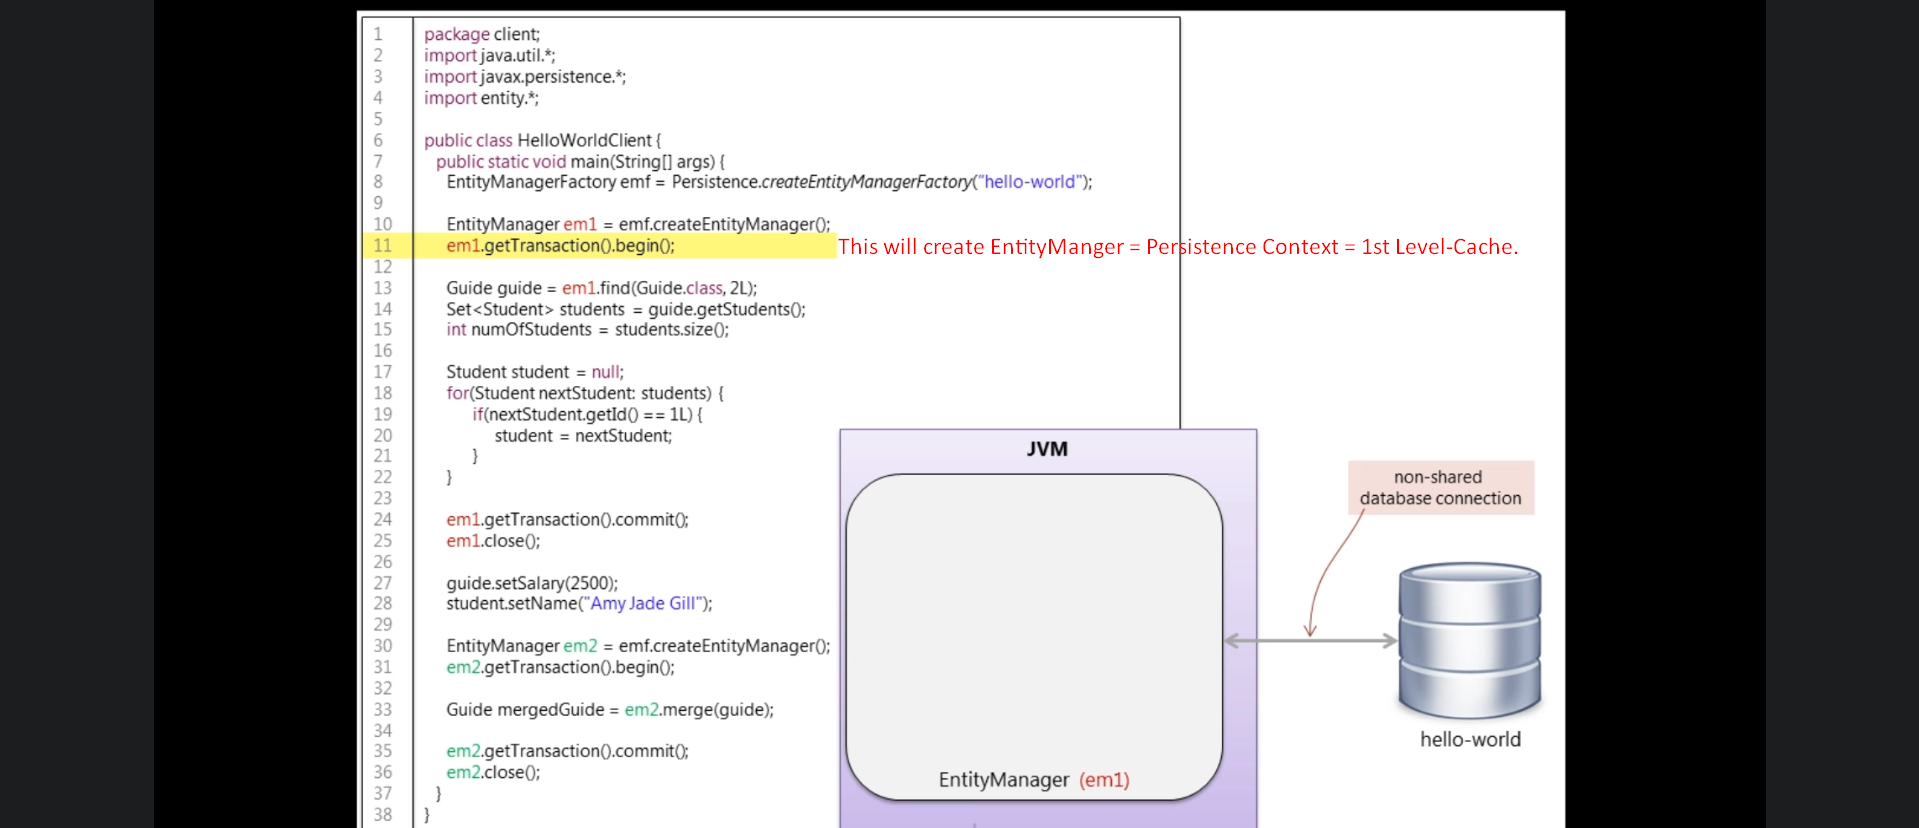 1 package client;
2 import java.util.*;
3 import javax.persistence.*;
4 import entity.*;
5
6 public class HelloWorldClient {
7 public static void main(String[] args) {
8 EntityManagerFactory emf = Persistence.createEntityManagerFactory("hello-world");
9
10 EntityManager em1 = emf.createEntityManager();
11 em1.getTransaction().begin(); This will create EntityManger = Persistence Context = 1st Level-Cache.
12
13 Guide guide = em1.find(Guide.class, 2L);
14 Set<Student> students = guide.getStudents();
15 int numOfStudents = students.size();
16
17 Student student = null;
18 for(Student nextStudent: students) {
19 if(nextStudent.getId() == 1L) {
20 student = nextStudent;
21 }
22 }
23
24 em1.getTransaction().commit();
25 em1.close();
26
27 guide.setSalary(2500);
28 student.setName("Amy Jade Gill");
29
30 EntityManager em2 = emf.createEntityManager();
31 em2.getTransaction().begin();
32
33 Guide mergedGuide = em2.merge(guide);
34
35 em2.getTransaction().commit();
36 em2.close();
37 }
38 }
JVM
EntityManager (em1)
non-shared
database connection
hello-world